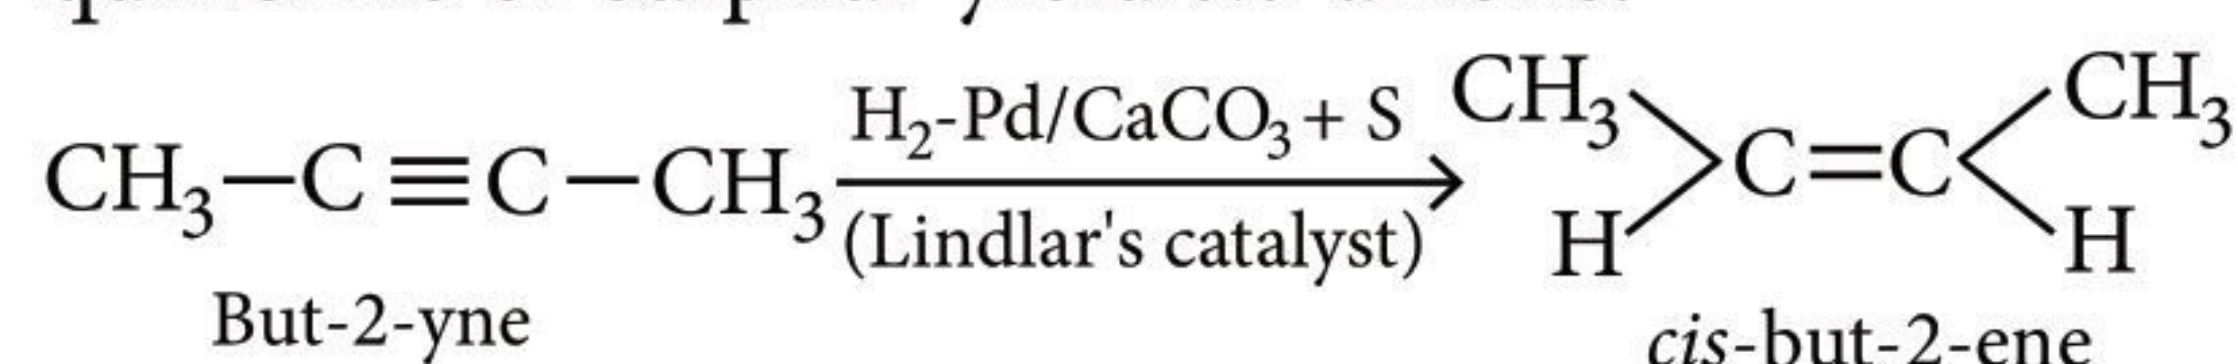 H₂-Pd/CaCO₃ + S
CH₃—C≡C—CH₃ ⟶ CH₃ CH₃
C=C
(Lindlar's catalyst) H H
But-2-yne cis-but-2-ene